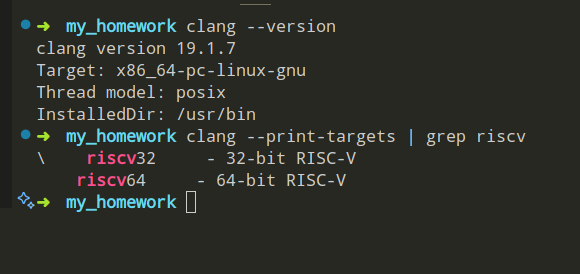 ➜ my_homework clang --version
clang version 19.1.7
Target: x86_64-pc-linux-gnu
Thread model: posix
InstalledDir: /usr/bin
➜ my_homework clang --print-targets | grep riscv
\    riscv32     - 32-bit RISC-V
    riscv64     - 64-bit RISC-V
➜ my_homework